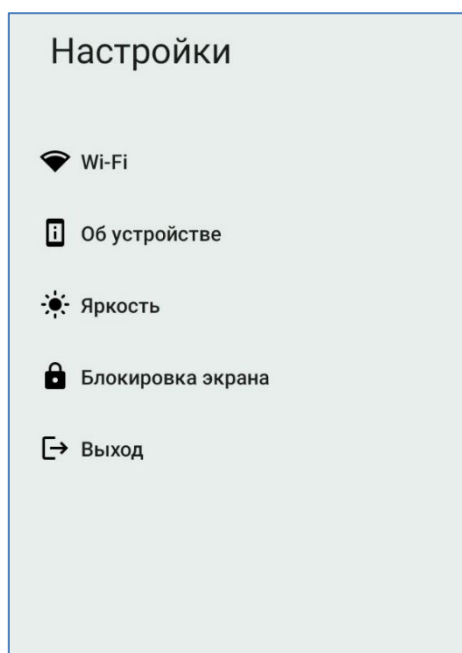 Настройки
Wi-Fi
Об устройстве
Яркость
Блокировка экрана
Выход